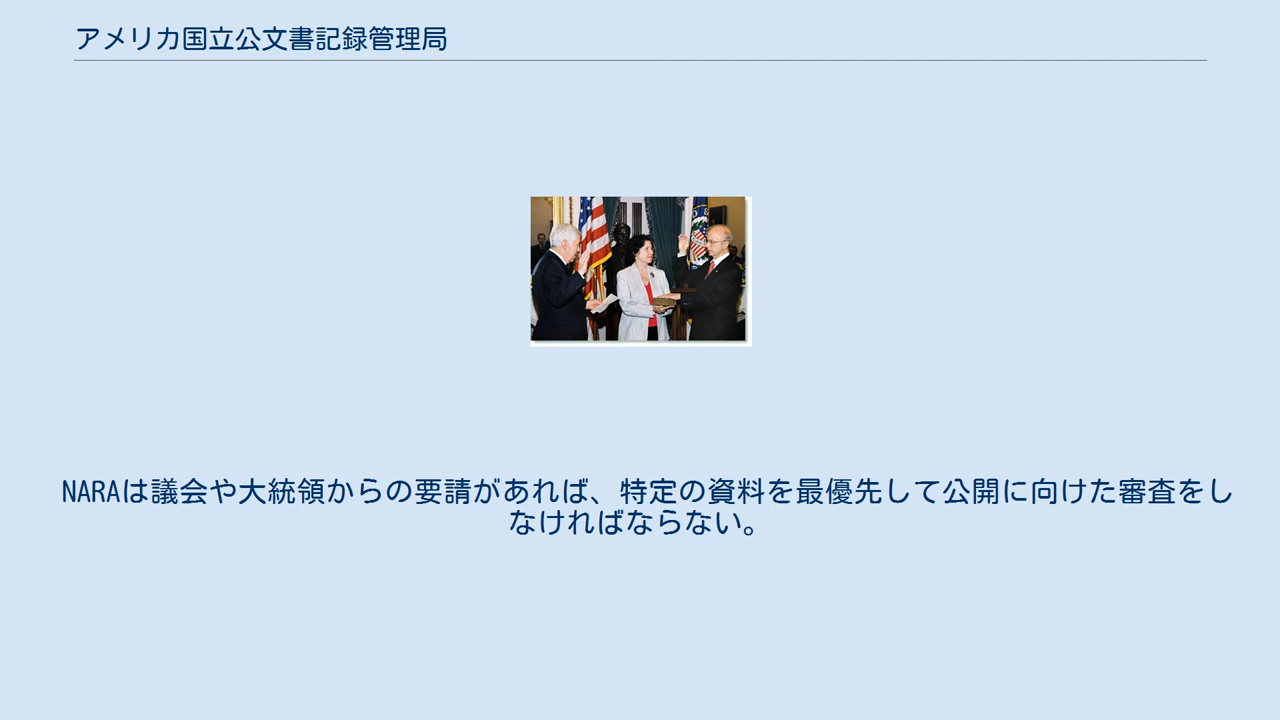 アメリカ国立公文書記録管理局
NARAは議会や大統領からの要請があれば、特定の資料を最優先して公開に向けた審査をし
なければならない。